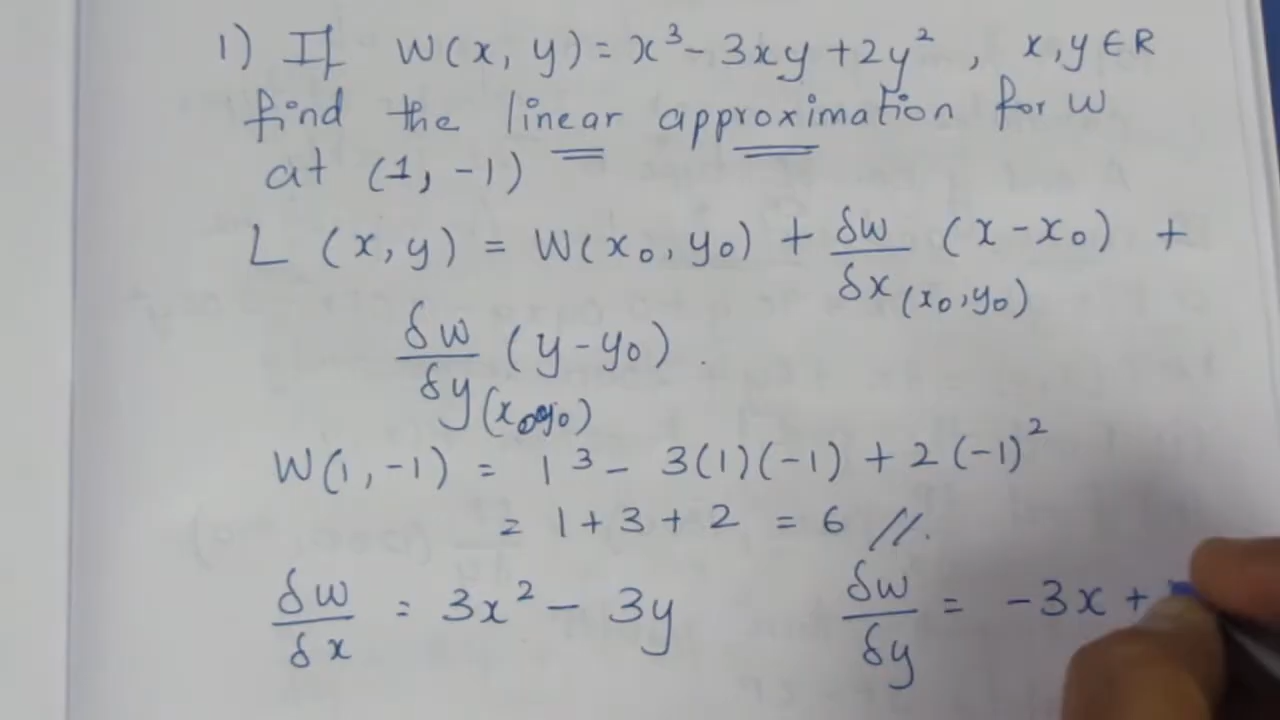 1) If W(x, y) = x³ - 3xy + 2y² , x, y ∈ R
find the linear approximation for w
at (1, -1)
L (x, y) = W(x₀, y₀) + δw/δx (x₀, y₀) (x - x₀) +
δw/δy (x₀ y₀) (y - y₀) .
W(1, -1) = 1³ - 3(1)(-1) + 2(-1)²
= 1 + 3 + 2 = 6 //.
δw/δx = 3x² - 3y δw/δy = -3x +